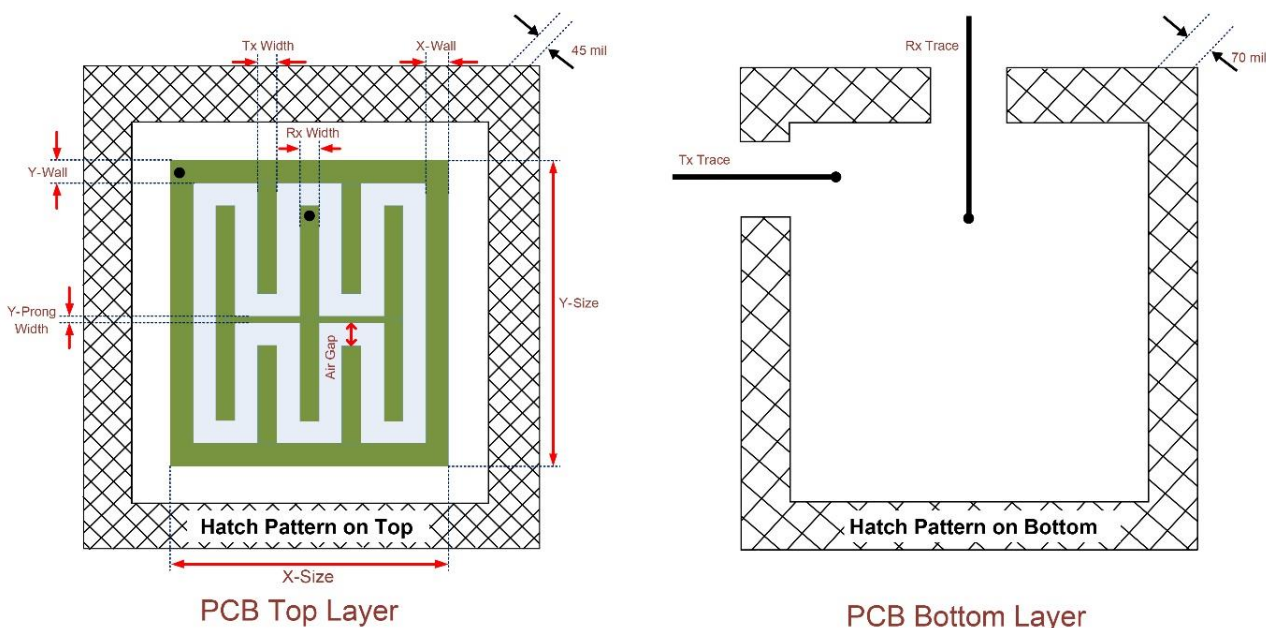 Tx Width
X-Wall
45 mil
Rx Width
Y-Wall
Y-Prong
Width
Air Gap
Y-Size
Hatch Pattern on Top
X-Size
PCB Top Layer
Rx Trace
70 mil
Tx Trace
Hatch Pattern on Bottom
PCB Bottom Layer